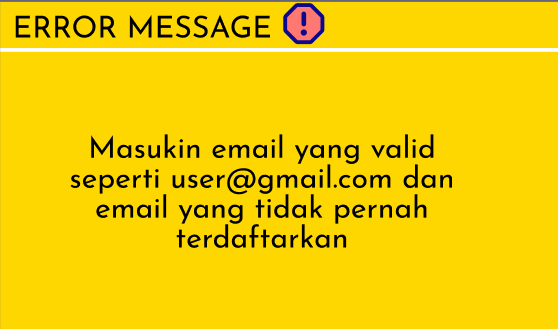 ERROR MESSAGE
Masukin email yang valid
seperti user@gmail.com dan
email yang tidak pernah
terdaftarkan